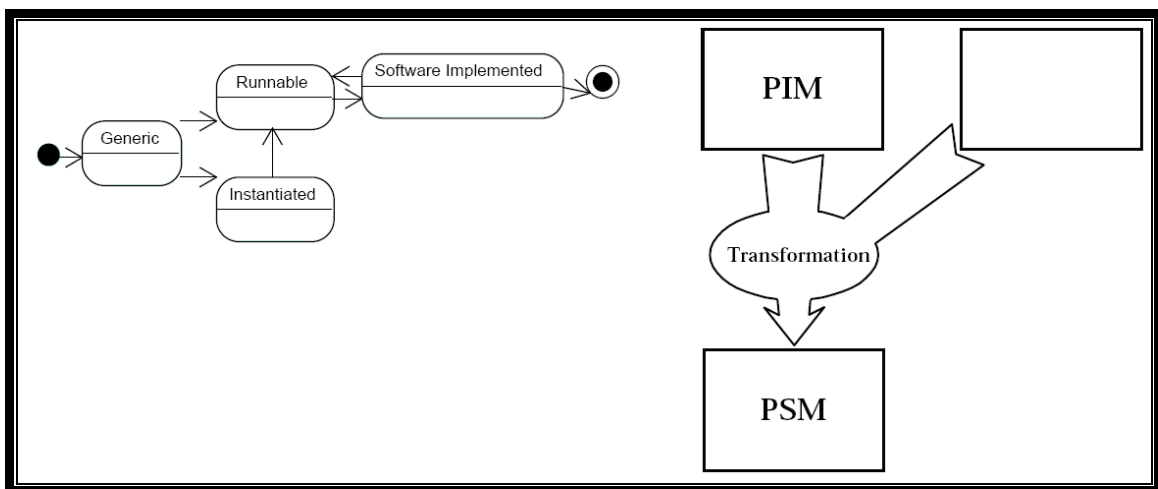 Generic
Runnable
Instantiated
Software Implemented
PIM
Transformation
PSM